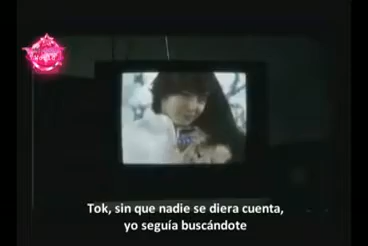 Tok, sin que nadie se diera cuenta,
yo seguía buscándote